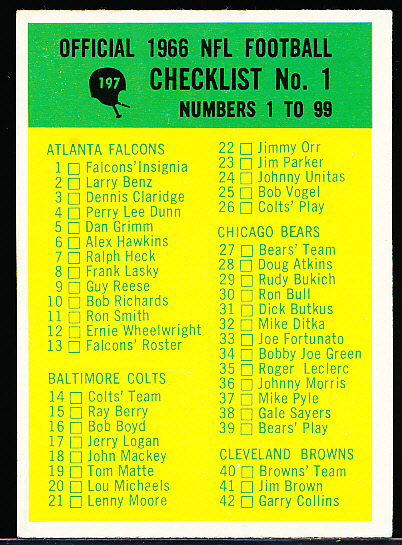 OFFICIAL 1966 NFL FOOTBALL
197
CHECKLIST No. 1
NUMBERS 1 TO 99
ATLANTA FALCONS
1 Falcons' Insignia
2 Larry Benz
3 Dennis Claridge
4 Perry Lee Dunn
5 Dan Grimm
6 Alex Hawkins
7 Ralph Heck
8 Frank Lasky
9 Guy Reese
10 Bob Richards
11 Ron Smith
12 Ernie Wheelwright
13 Falcons' Roster
BALTIMORE COLTS
14 Colts' Team
15 Ray Berry
16 Bob Boyd
17 Jerry Logan
18 John Mackey
19 Tom Matte
20 Lou Michaels
21 Lenny Moore
22 Jimmy Orr
23 Jim Parker
24 Johnny Unitas
25 Bob Vogel
26 Colts' Play
CHICAGO BEARS
27 Bears' Team
28 Doug Atkins
29 Rudy Bukich
30 Ron Bull
31 Dick Butkus
32 Mike Ditka
33 Joe Fortunato
34 Bobby Joe Green
35 Roger Leclerc
36 Johnny Morris
37 Mike Pyle
38 Gale Sayers
39 Bears' Play
CLEVELAND BROWNS
40 Browns' Team
41 Jim Brown
42 Garry Collins